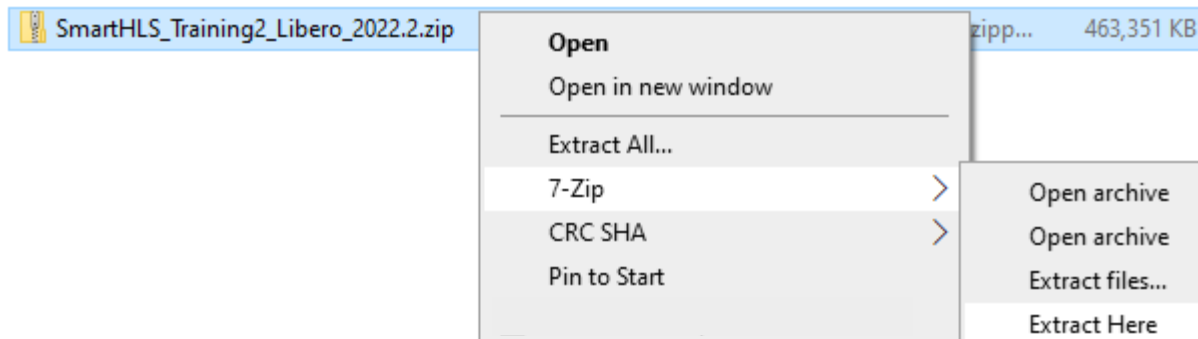 SmartHLS_Training2_Libero_2022.2.zip zipp... 463,351 KB
Open
Open in new window
Extract All...
7-Zip
CRC SHA
Pin to Start
Open archive
Open archive
Extract files...
Extract Here